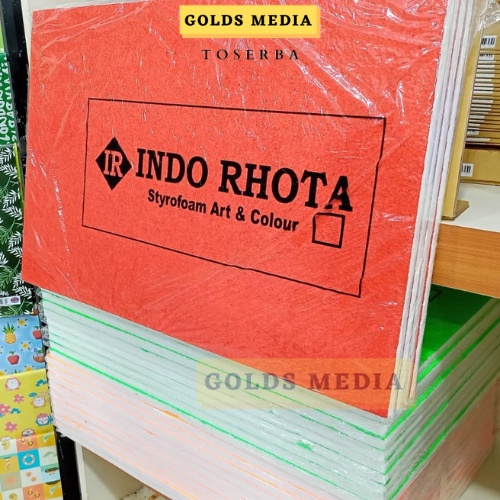 GOLDS MEDIA
TOSERBA
IR INDO RHOTA
Styrofoam Art & Colour
GOLDS MEDIA